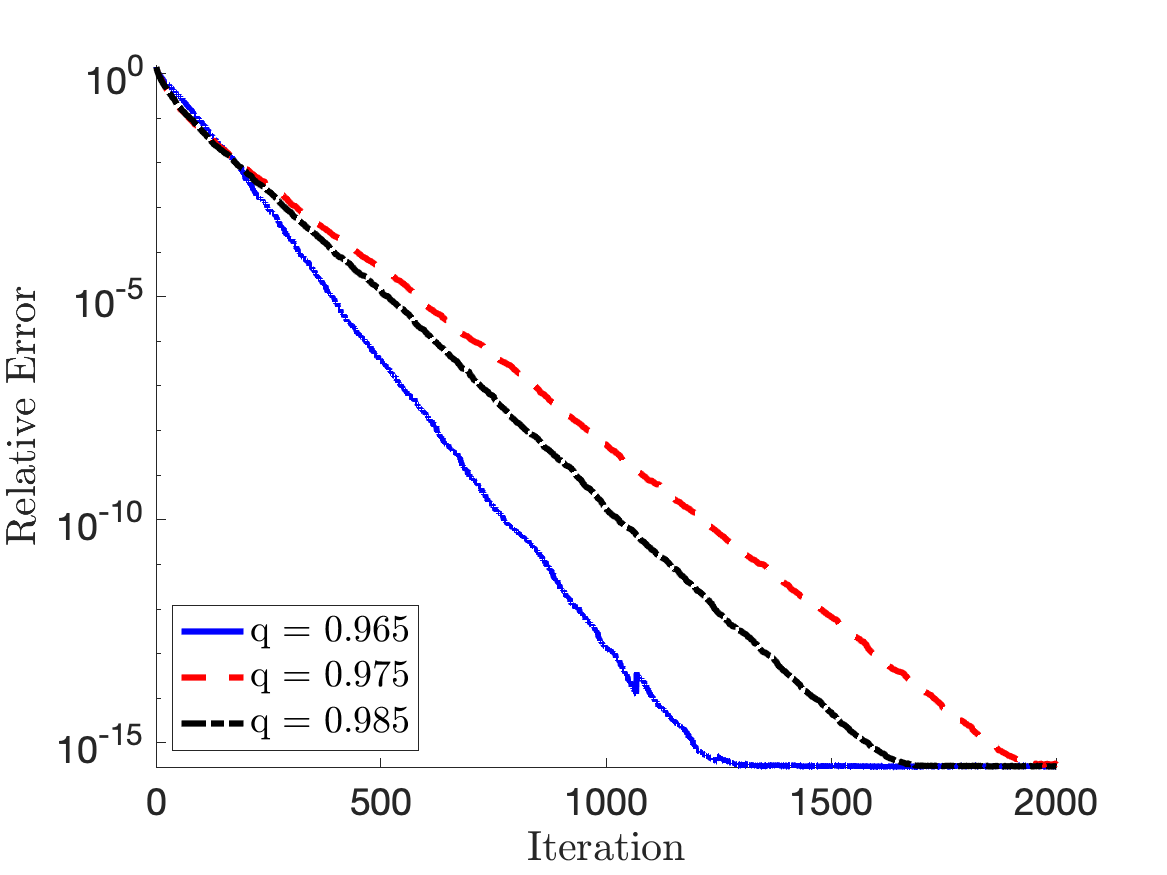 10^0
10^-5
10^-10
10^-15
Relative Error
q = 0.965
q = 0.975
q = 0.985
0 500 1000 1500 2000
Iteration